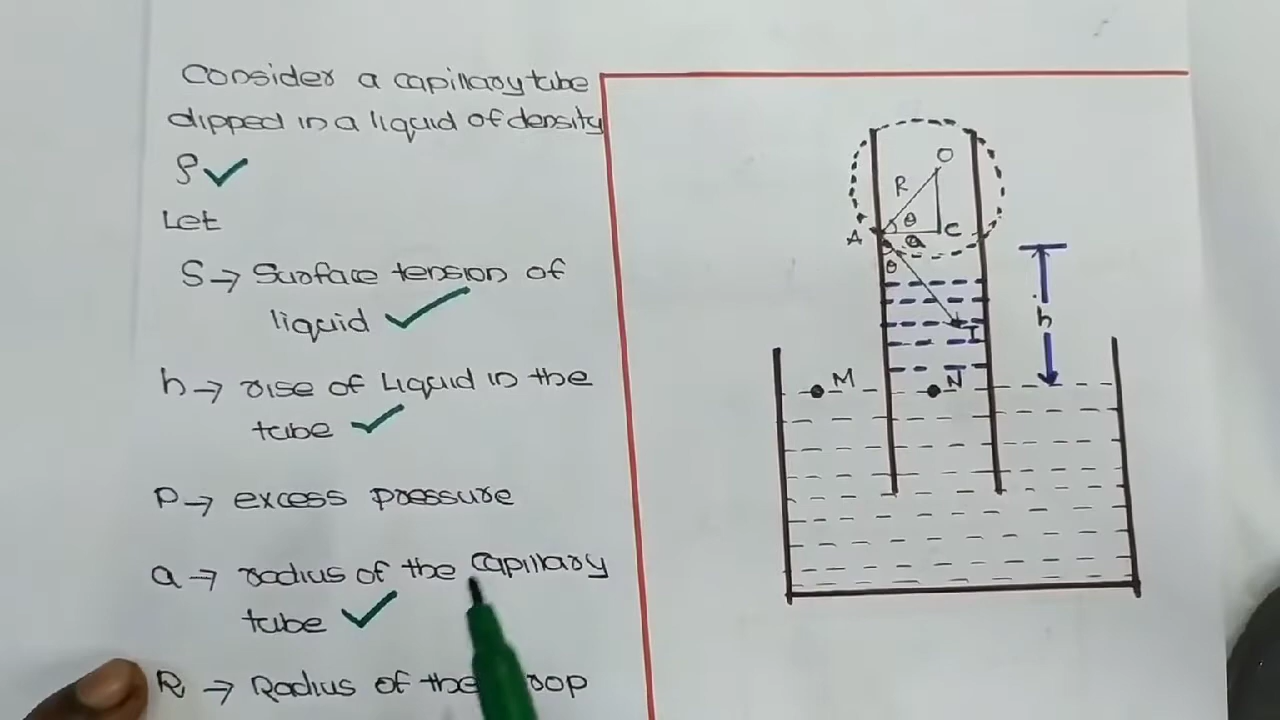 Consider a capillary tube
dipped in a liquid of density
ρ
Let
S → Surface tension of
liquid
h → rise of Liquid in the
tube
P → excess pressure
a → radius of the capillary
tube
R → Radius of the
O
R
θ
A
a
C
θ
I
h
M
N